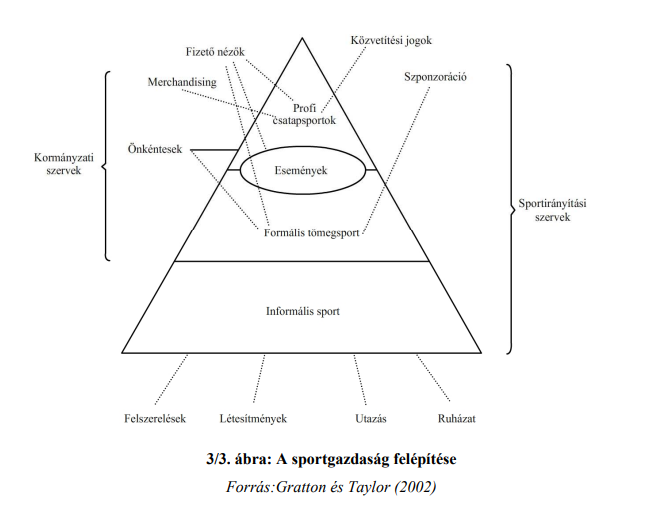 Közvetítési jogok
Fizető nézők
Merchandising
Szponzoráció
Profi
csatapsportok
Önkéntesek
Kormányzati
szervek
Események
Sportirányítási
szervek
Formális tömegsport
Informális sport
Felszerelések
Létesítmények
Utazás
Ruházat
3/3. ábra: A sportgazdaság felépítése
Forrás:Gratton és Taylor (2002)